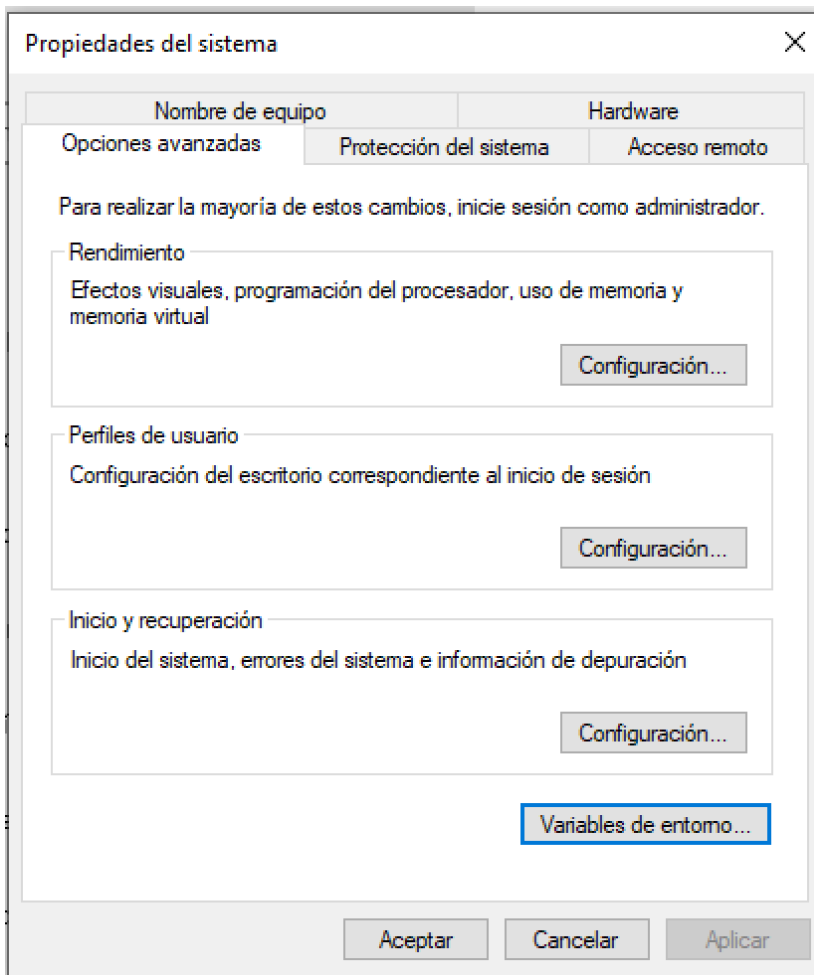 Propiedades del sistema
Nombre de equipo
Hardware
Opciones avanzadas
Protección del sistema
Acceso remoto
Para realizar la mayoría de estos cambios, inicie sesión como administrador.
Rendimiento
Efectos visuales, programación del procesador, uso de memoria y
memoria virtual
Configuración...
Perfiles de usuario
Configuración del escritorio correspondiente al inicio de sesión
Configuración...
Inicio y recuperación
Inicio del sistema, errores del sistema e información de depuración
Configuración...
Variables de entorno...
Aceptar
Cancelar
Aplicar